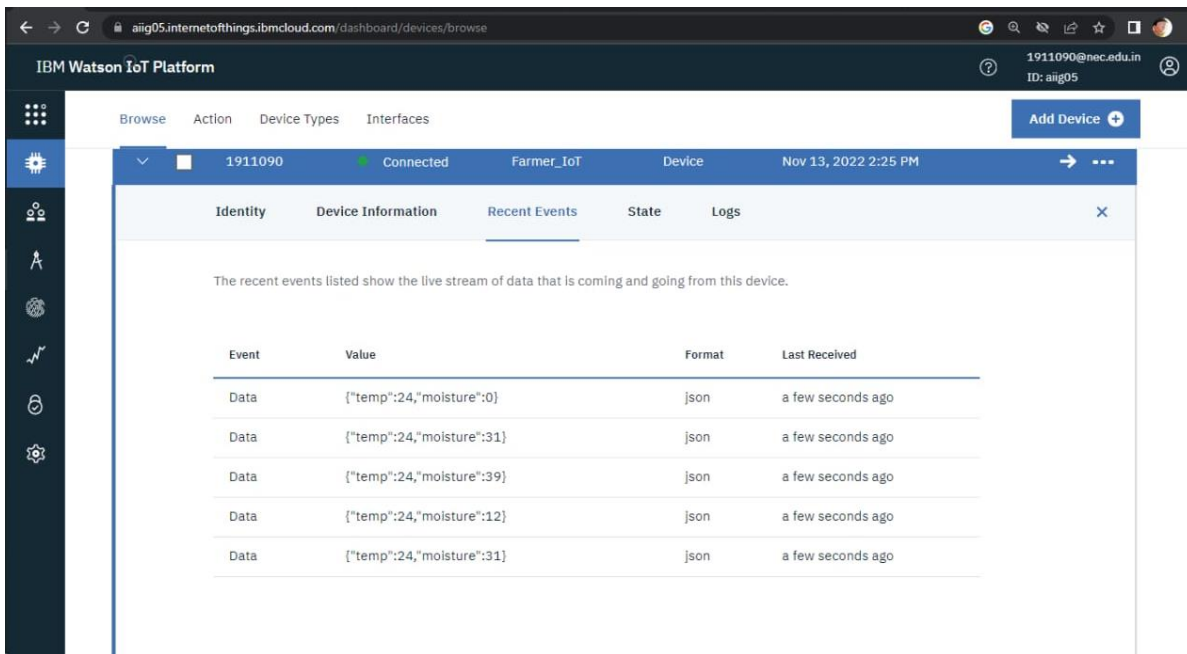 aiig05.internetofthings.ibmcloud.com/dashboard/devices/browse
IBM Watson IoT Platform
1911090@nec.edu.in
ID: aiig05
Browse Action Device Types Interfaces
Add Device
1911090 Connected Farmer_IoT Device Nov 13, 2022 2:25 PM
Identity Device Information Recent Events State Logs
The recent events listed show the live stream of data that is coming and going from this device.
Event Value Format Last Received
Data {"temp":24,"moisture":0} json a few seconds ago
Data {"temp":24,"moisture":31} json a few seconds ago
Data {"temp":24,"moisture":39} json a few seconds ago
Data {"temp":24,"moisture":12} json a few seconds ago
Data {"temp":24,"moisture":31} json a few seconds ago